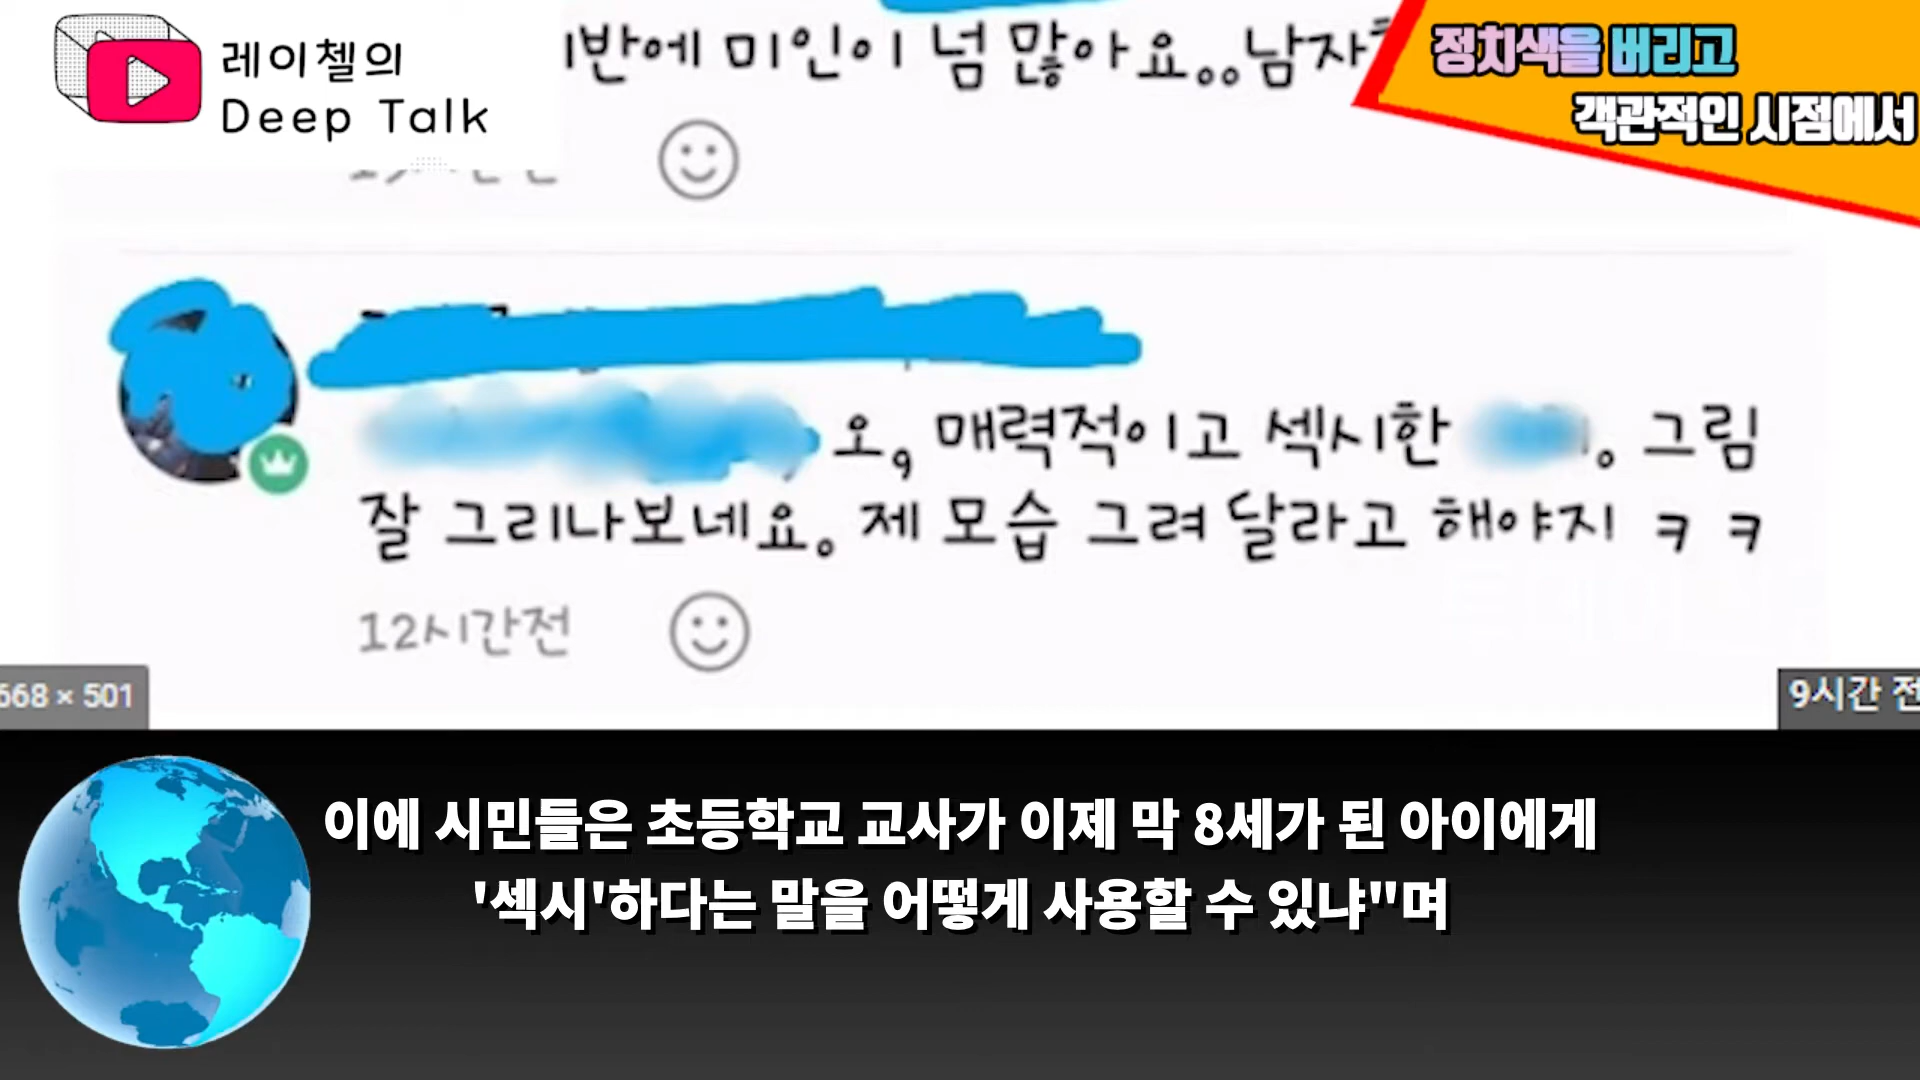 레이첼의
Deep Talk
반에 미인이 넘 많아요..남자
정치색을 버리고
객관적인 시점에서
오, 매력적이고 섹시한 . 그림
잘 그리나보네요. 제 모습 그려 달라고 해야지 ㅋ ㅋ
12시간전
668 × 501
9시간 전
이에 시민들은 초등학교 교사가 이제 막 8세가 된 아이에게
'섹시'하다는 말을 어떻게 사용할 수 있냐"며